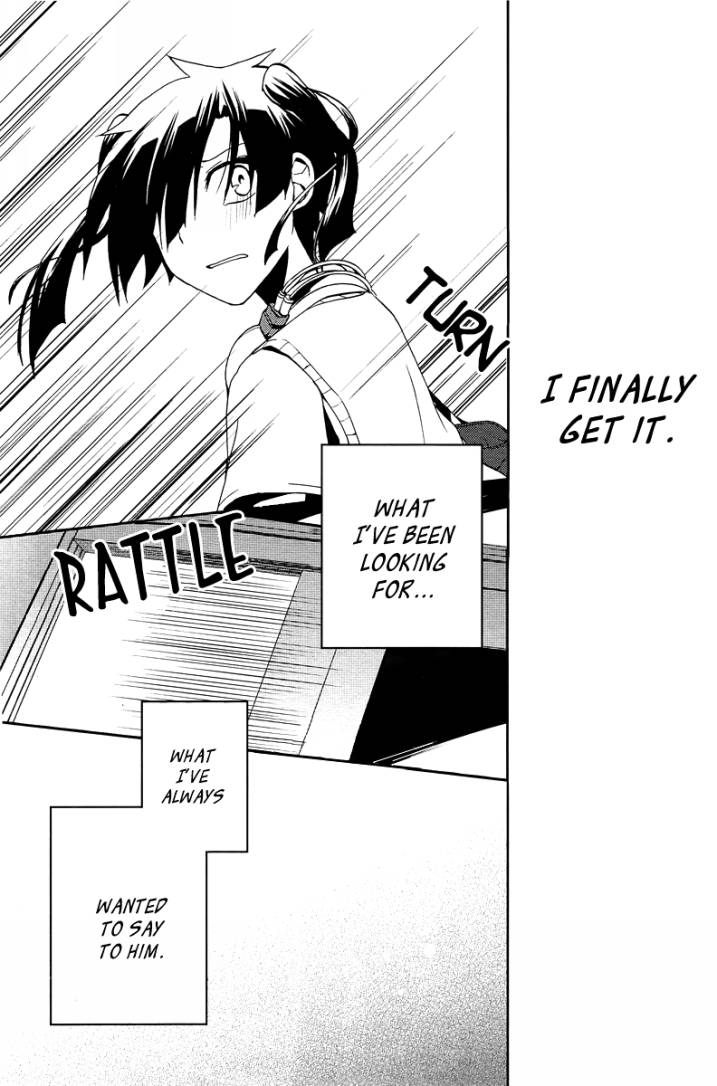 I FINALLY
GET IT.
TURN
WHAT
I'VE BEEN
LOOKING
FOR...
RATTLE
WHAT
I'VE
ALWAYS
WANTED
TO SAY
TO HIM.